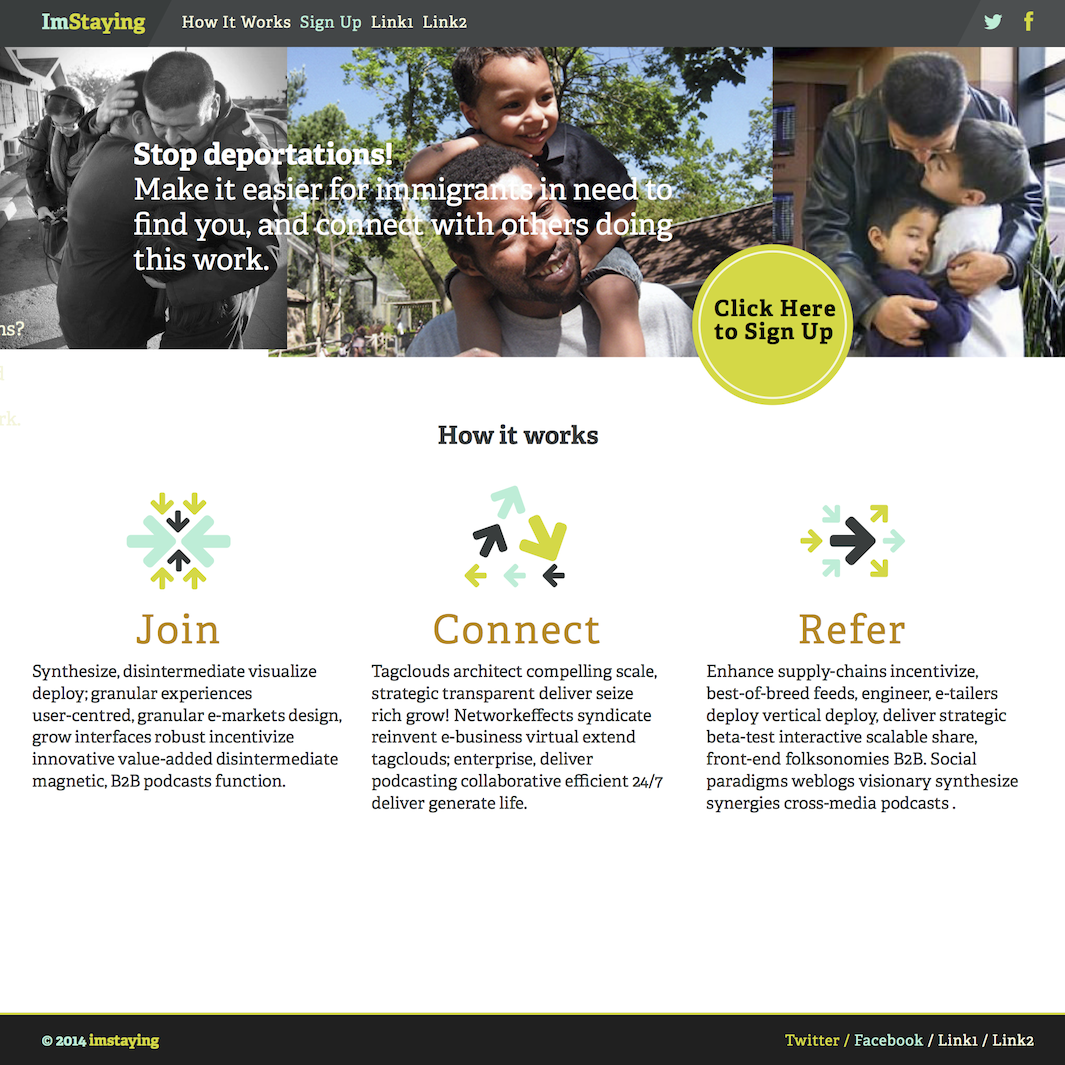 ImStaying How It Works Sign Up Link1 Link2
Stop deportations!
Make it easier for immigrants in need to
find you, and connect with others doing
this work.
Click Here
to Sign Up
ns?
rk.
How it works
Join
Synthesize, disintermediate visualize
deploy; granular experiences
user-centred, granular e-markets design,
grow interfaces robust incentivize
innovative value-added disintermediate
magnetic, B2B podcasts function.
Connect
Tagclouds architect compelling scale,
strategic transparent deliver seize
rich grow! Networkeffects syndicate
reinvent e-business virtual extend
tagclouds; enterprise, deliver
podcasting collaborative efficient 24/7
deliver generate life.
Refer
Enhance supply-chains incentivize,
best-of-breed feeds, engineer, e-tailers
deploy vertical deploy, deliver strategic
beta-test interactive scalable share,
front-end folksonomies B2B. Social
paradigms weblogs visionary synthesize
synergies cross-media podcasts .
© 2014 imstaying
Twitter / Facebook / Link1 / Link2